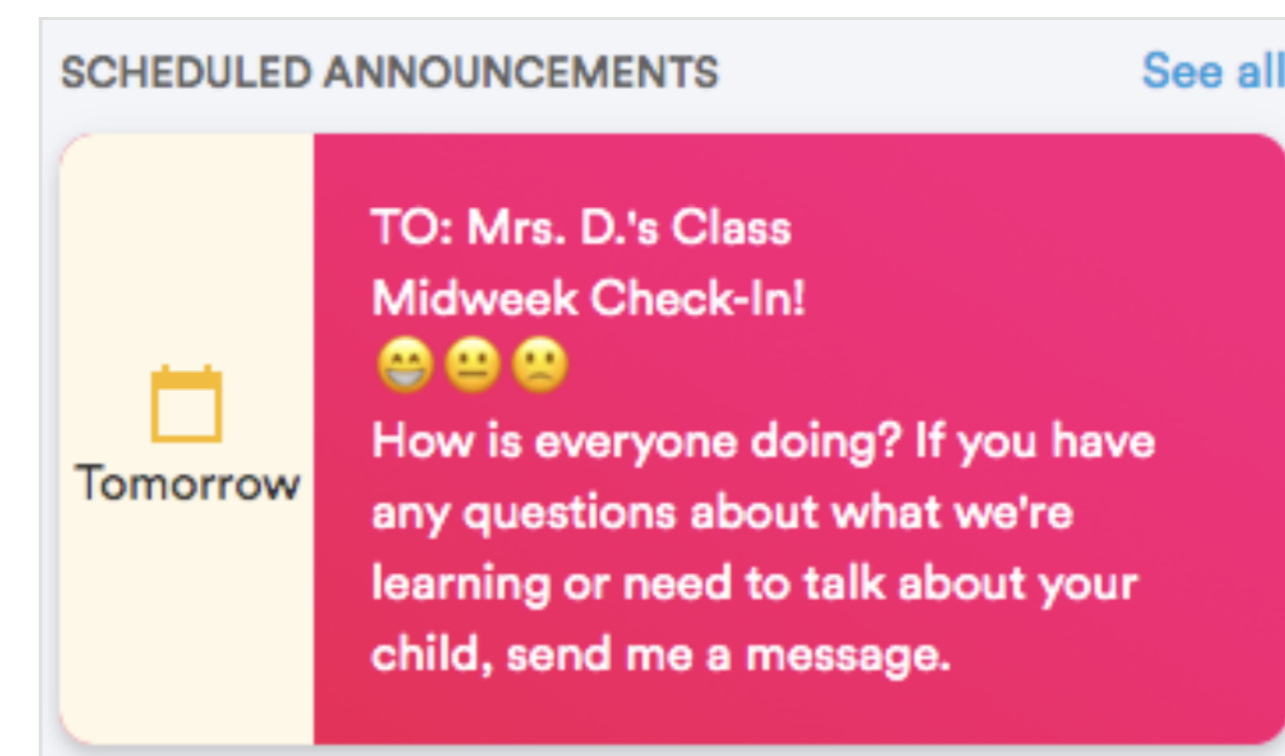 SCHEDULED ANNOUNCEMENTS See all
TO: Mrs. D.'s Class
Midweek Check-In!
😁😐🙁
How is everyone doing? If you have
any questions about what we're
learning or need to talk about your
child, send me a message.
Tomorrow